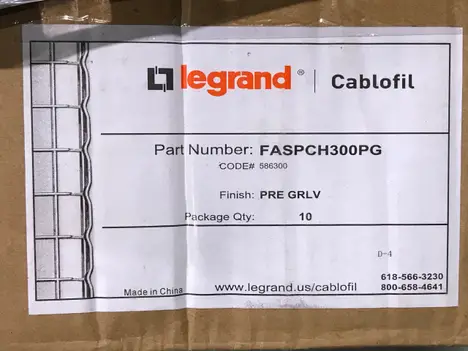 legrand® | Cablofil
Part Number: FASPCH300PG
CODE# 586300
Finish: PRE GRLV
Package Qty: 10
D-4
618-566-3230
Made in China www.legrand.us/cablofil 800-658-4641